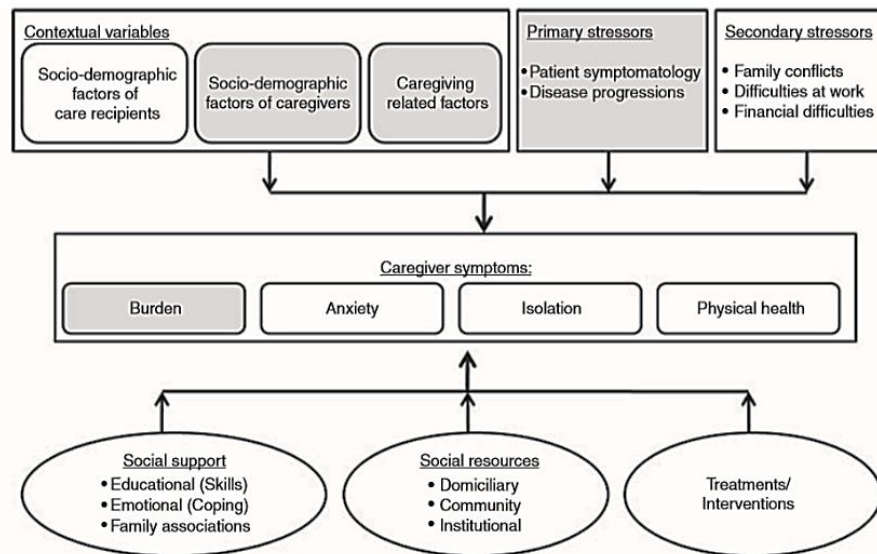 Contextual variables
Socio-demographic
factors of
care recipients
Socio-demographic
factors of caregivers
Caregiving
related factors
Primary stressors
• Patient symptomatology
• Disease progressions
Secondary stressors
• Family conflicts
• Difficulties at work
• Financial difficulties
Caregiver symptoms:
Burden
Anxiety
Isolation
Physical health
Social support
• Educational (Skills)
• Emotional (Coping)
• Family associations
Social resources
• Domiciliary
• Community
• Institutional
Treatments/
Interventions